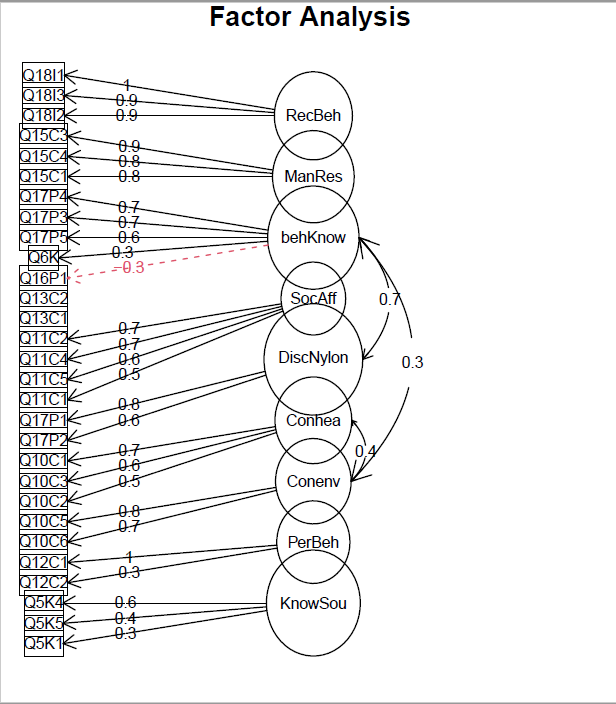 Factor Analysis
Q18I1
Q18I3
Q18I2
Q15C3
Q15C4
Q15C1
Q17P4
Q17P3
Q17P5
Q6K
Q16P1
Q13C2
Q13C1
Q11C2
Q11C4
Q11C5
Q11C1
Q17P1
Q17P2
Q10C1
Q10C3
Q10C2
Q10C5
Q10C6
Q12C1
Q12C2
Q5K4
Q5K5
Q5K1
1
0.9
0.9
0.9
0.8
0.8
0.7
0.7
0.6
0.3
-0.3
0.7
0.7
0.6
0.5
0.8
0.6
0.7
0.6
0.5
0.8
0.7
1
0.3
0.6
0.4
0.3
RecBeh
ManRes
behKnow
SocAff
DiscNylon
Conhea
Conenv
PerBeh
KnowSou
0.7
0.3
0.4